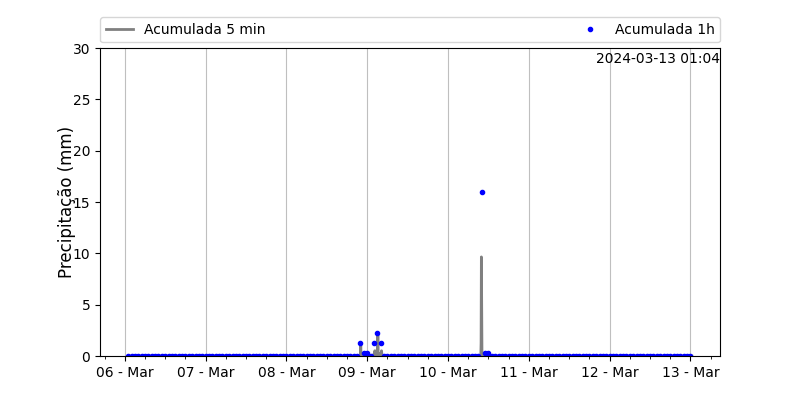 Acumulada 5 min
Acumulada 1h
2024-03-13 01:04
Precipitação (mm)
30
25
20
15
10
5
0
06 - Mar
07 - Mar
08 - Mar
09 - Mar
10 - Mar
11 - Mar
12 - Mar
13 - Mar